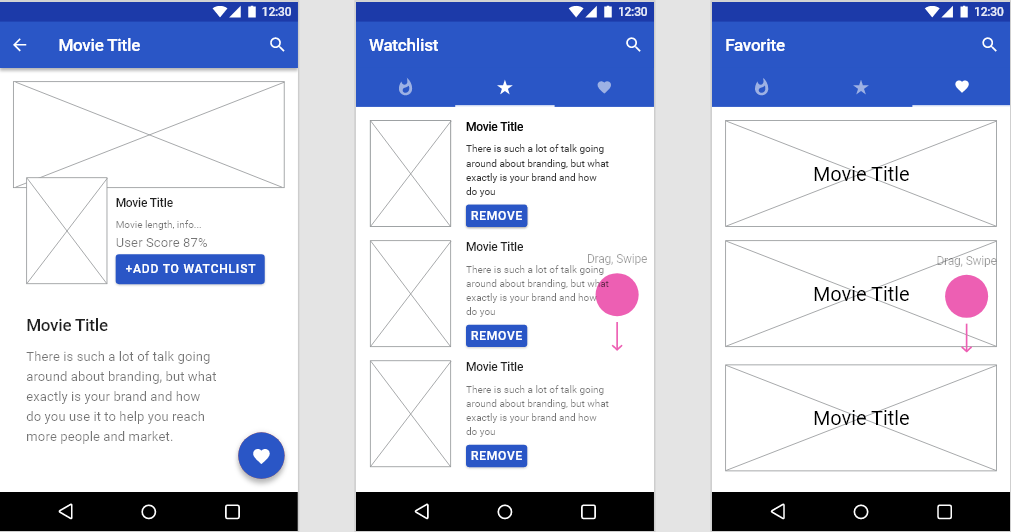 12:30
Movie Title
Movie Title
Movie length, info...
User Score 87%
+ADD TO WATCHLIST
Movie Title
There is such a lot of talk going
around about branding, but what
exactly is your brand and how
do you use it to help you reach
more people and market.
12:30
Watchlist
Movie Title
There is such a lot of talk going
around about branding, but what
exactly is your brand and how
do you
REMOVE
Movie Title
Drag, Swipe
There is such a lot of talk going
around about branding, but what
exactly is your brand and how
do you
REMOVE
Movie Title
There is such a lot of talk going
around about branding, but what
exactly is your brand and how
do you
REMOVE
12:30
Favorite
Movie Title
Drag, Swipe
Movie Title
Movie Title